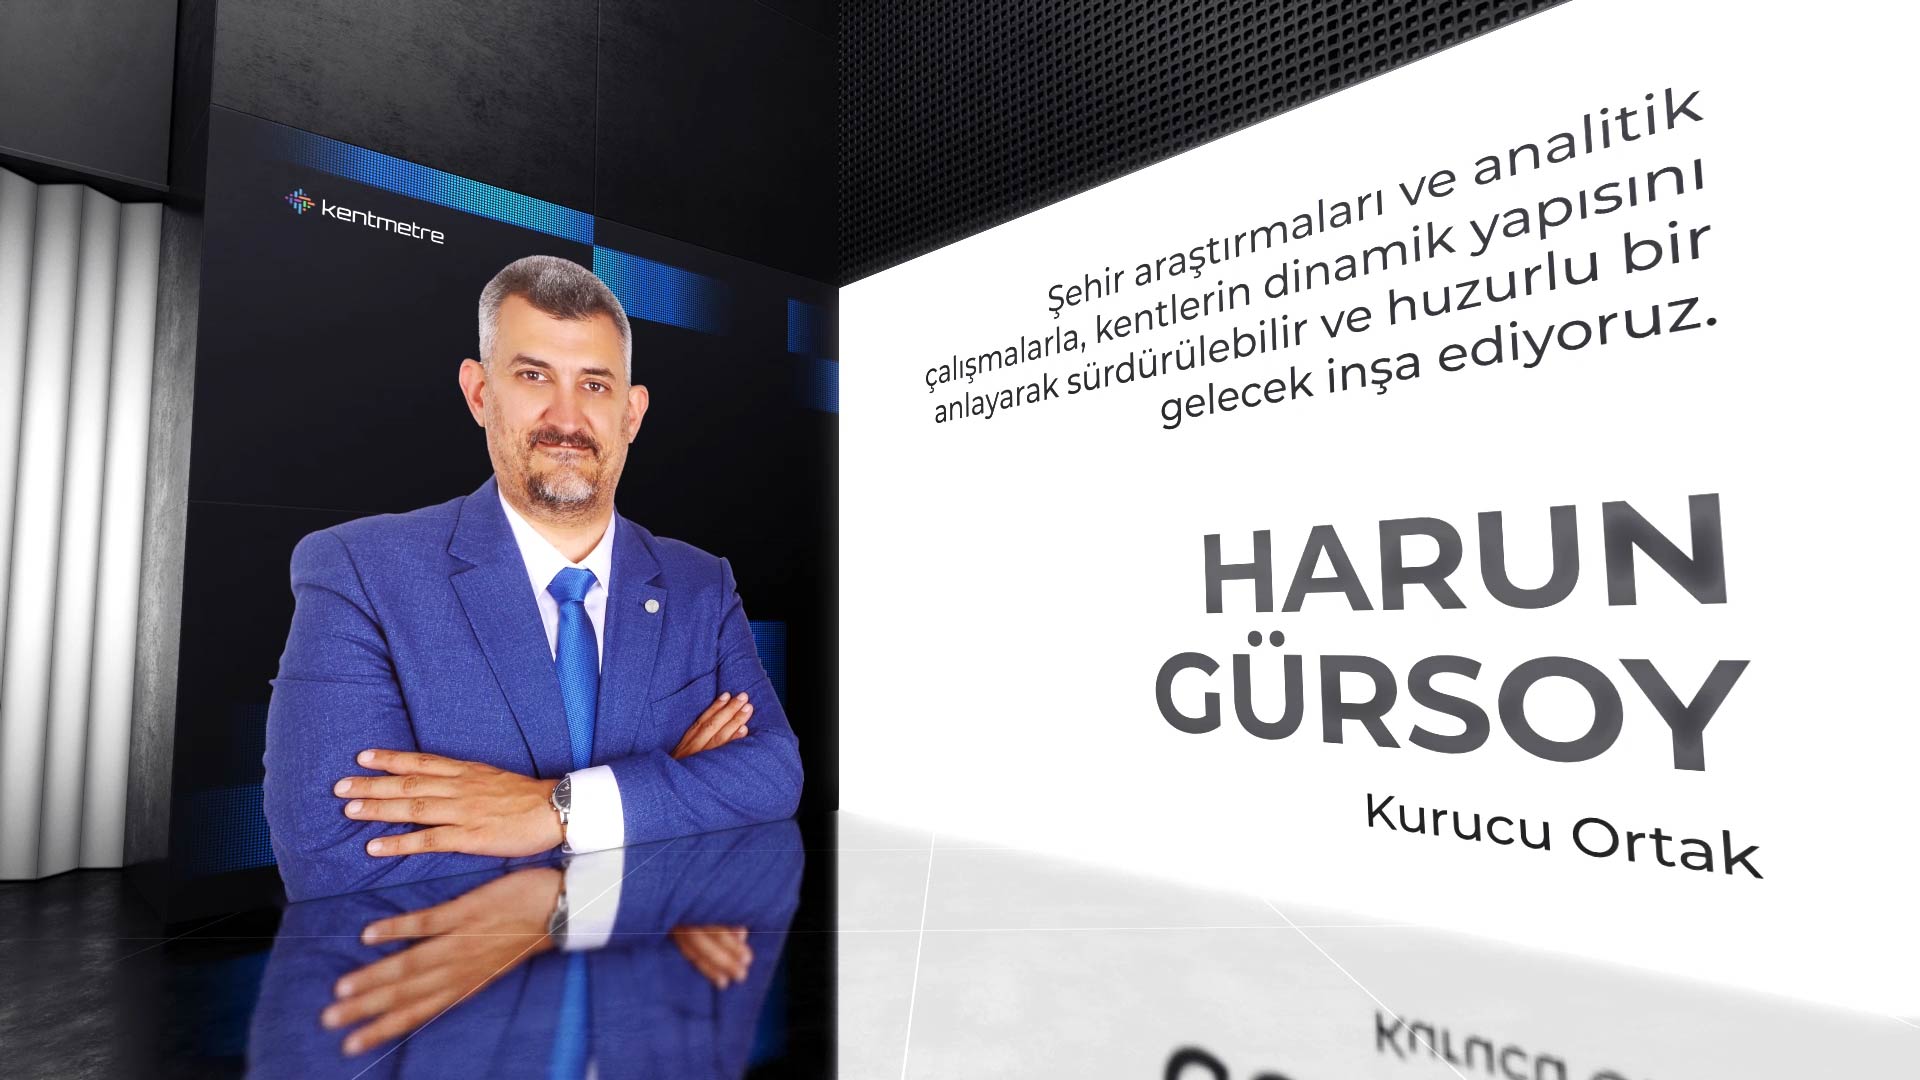 kentmetre
Şehir araştırmaları ve analitik
çalışmalarla, kentlerin dinamik yapısını
anlayarak sürdürülebilir ve huzurlu bir
gelecek inşa ediyoruz.
HARUN
GÜRSOY
Kurucu Ortak